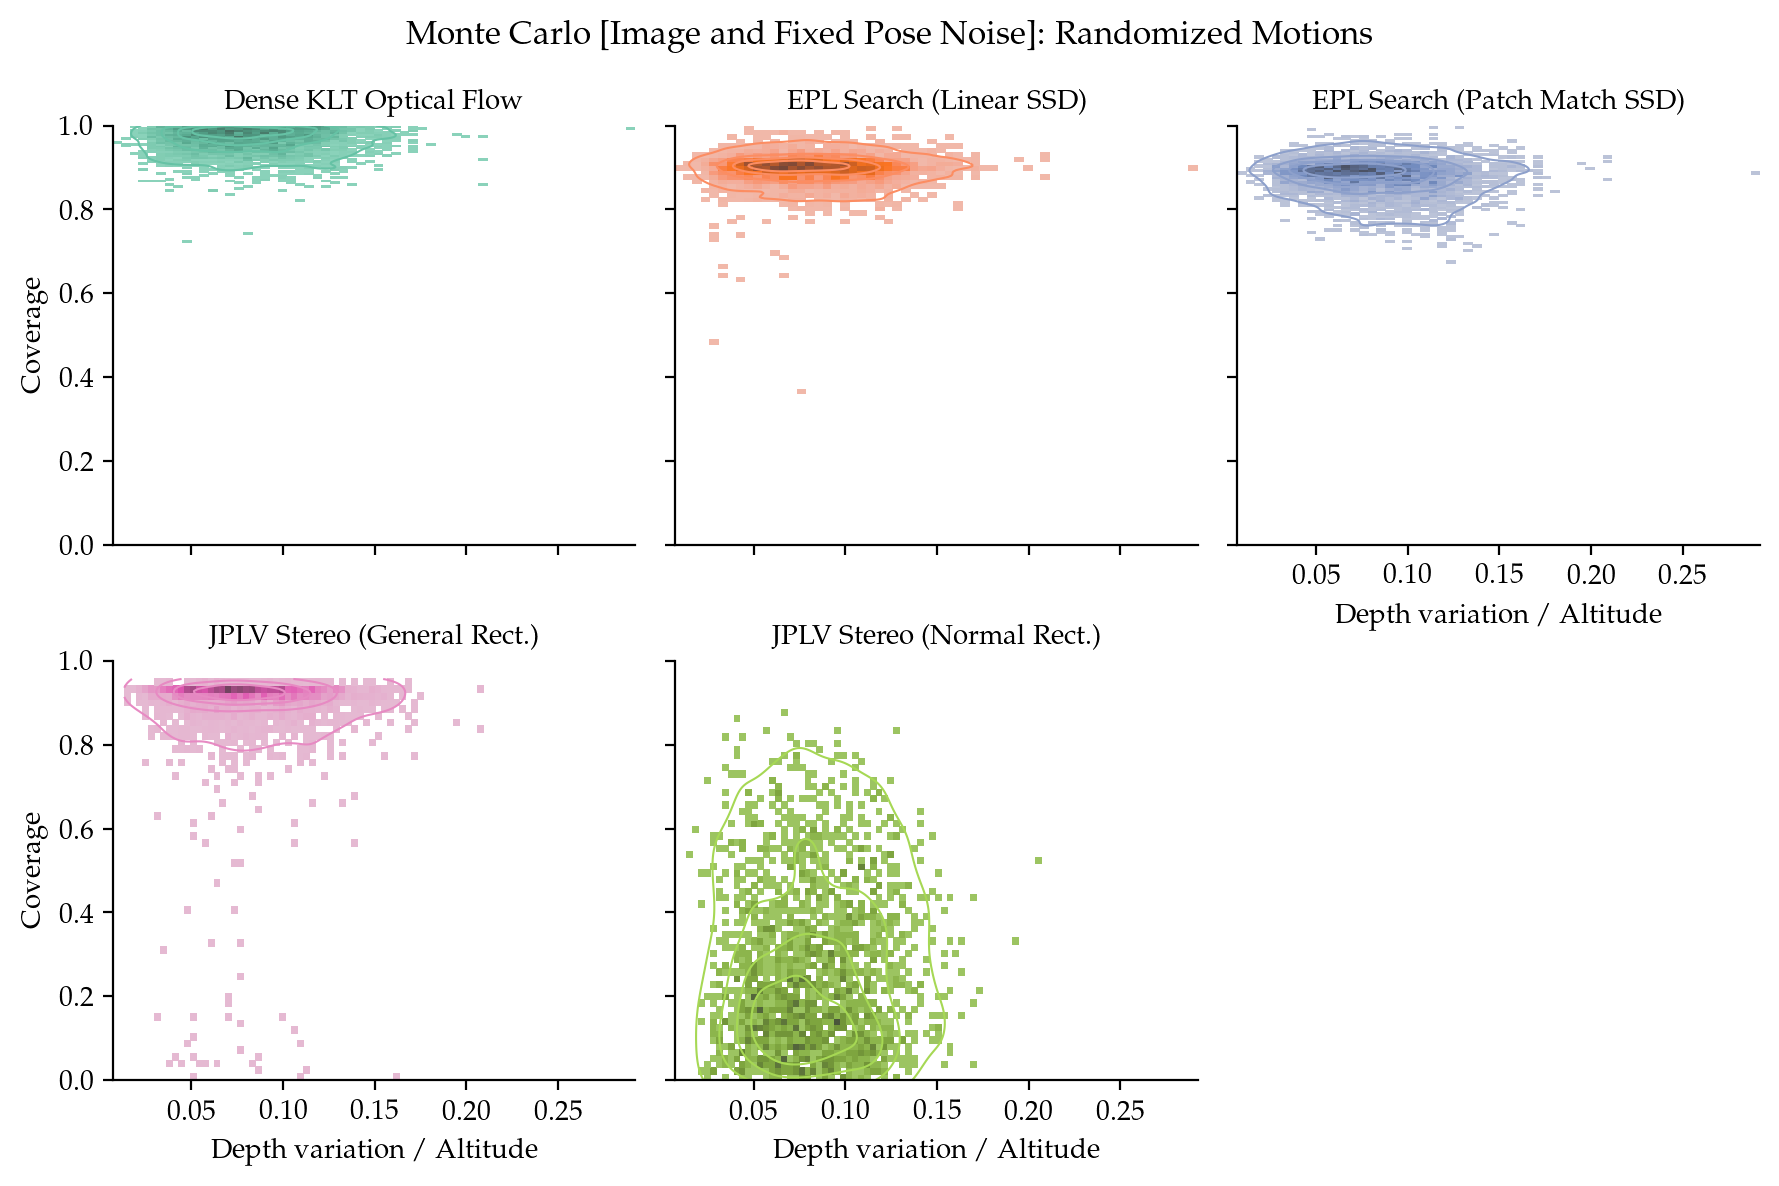 Monte Carlo [Image and Fixed Pose Noise]: Randomized Motions
Dense KLT Optical Flow
EPL Search (Linear SSD)
EPL Search (Patch Match SSD)
1.0
0.8
0.6
0.4
0.2
0.0
Coverage
0.05 0.10 0.15 0.20 0.25
Depth variation / Altitude
JPLV Stereo (General Rect.)
JPLV Stereo (Normal Rect.)
1.0
0.8
0.6
0.4
0.2
0.0
Coverage
0.05 0.10 0.15 0.20 0.25
Depth variation / Altitude
0.05 0.10 0.15 0.20 0.25
Depth variation / Altitude